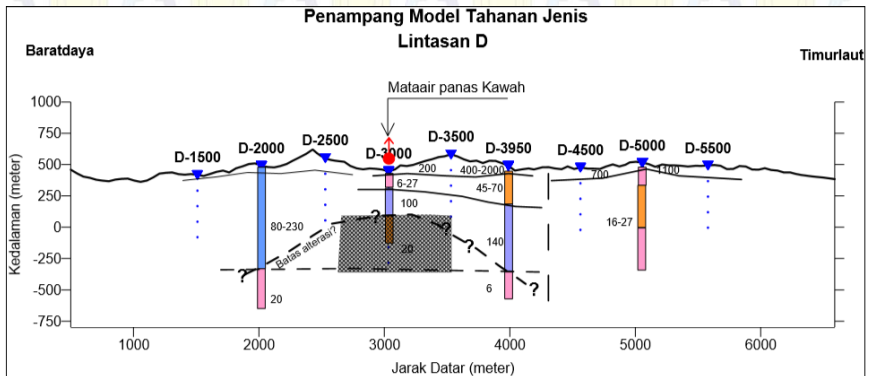 Penampang Model Tahanan Jenis
Lintasan D
Baratdaya
Timurlaut
Mataair panas Kawah
D-1500
D-2000
D-2500
D-3000
D-3500
D-3950
D-4500
D-5000
D-5500
1000
750
500
250
0
-250
-500
-750
Kedalaman (meter)
200
400-2000
700
1100
6-27
45-70
100
80-230
Batas alterasi?
?
?
?
?
?
?
20
140
16-27
20
6
1000
2000
3000
4000
5000
6000
Jarak Datar (meter)